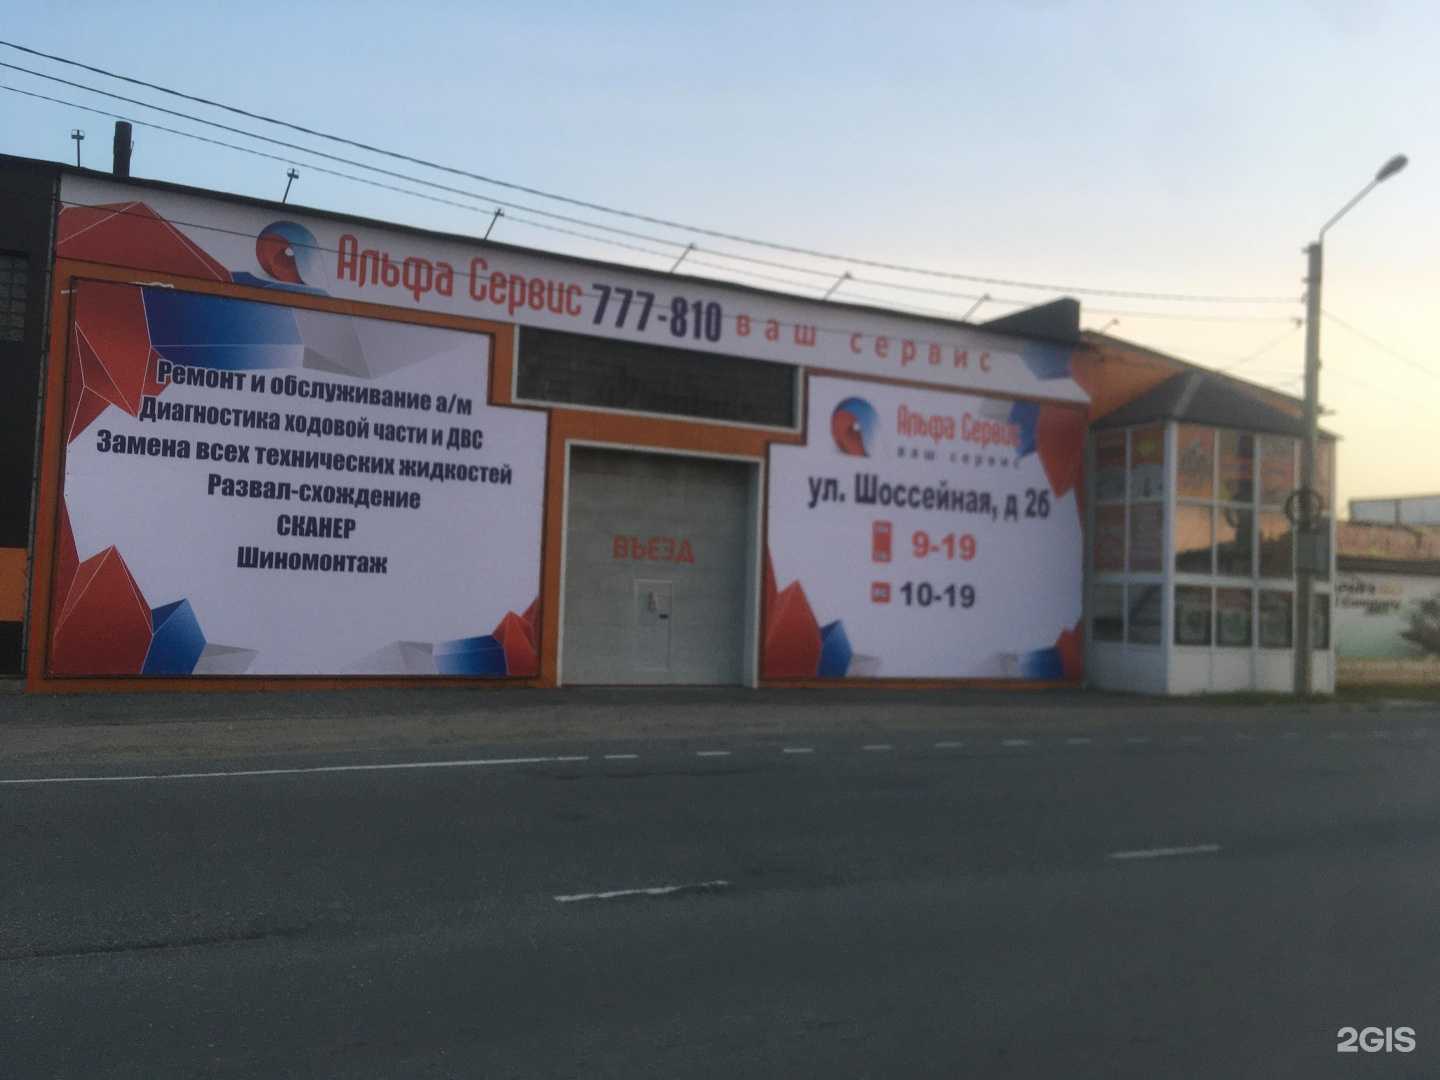 Альфа Сервис 777-810 ваш сервис
Ремонт и обслуживание а/м
Диагностика ходовой части и ДВС
Замена всех технических жидкостей
Развал-схождение
СКАНЕР
Шиномонтаж
ВЪЕЗД
Альфа Сервис
ваш сервис
ул. Шоссейная, д 2б
9-19
10-19
2GIS